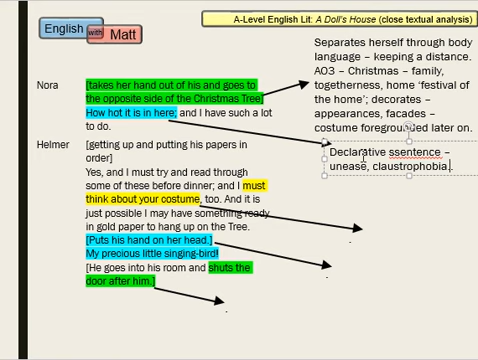 A-Level English Lit: A Doll's House (close textual analysis)
English with Matt
Separates herself through body
language – keeping a distance.
AO3 – Christmas – family,
togetherness, home 'festival of
the home'; decorates –
appearances, facades –
costume foregrounded later on.
Nora
[takes her hand out of his and goes to
the opposite side of the Christmas Tree]
How hot it is in here; and I have such a lot
to do.
Declarative ssentence –
unease, claustrophobia.
Helmer
[getting up and putting his papers in
order]
Yes, and I must try and read through
some of these before dinner; and I must
think about your costume, too. And it is
just possible I may have something ready
in gold paper to hang up on the Tree.
[Puts his hand on her head.]
My precious little singing-bird!
[He goes into his room and shuts the
door after him.]